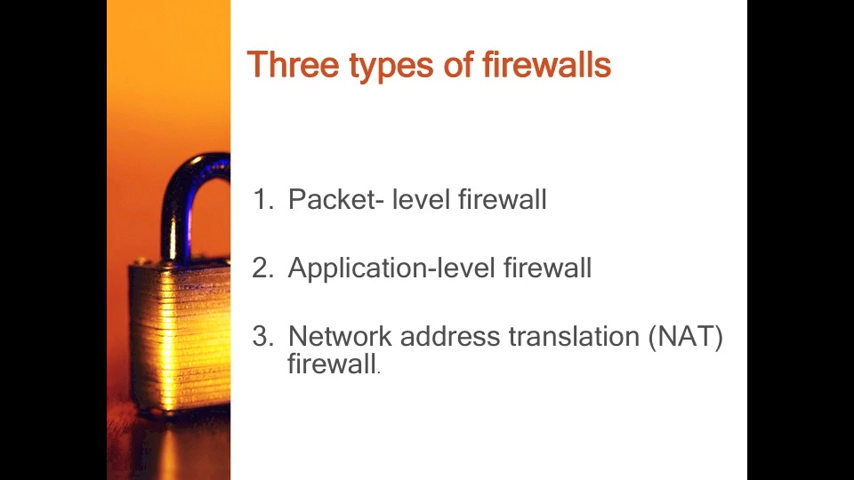 Three types of firewalls
1. Packet- level firewall
2. Application-level firewall
3. Network address translation (NAT)
firewall.